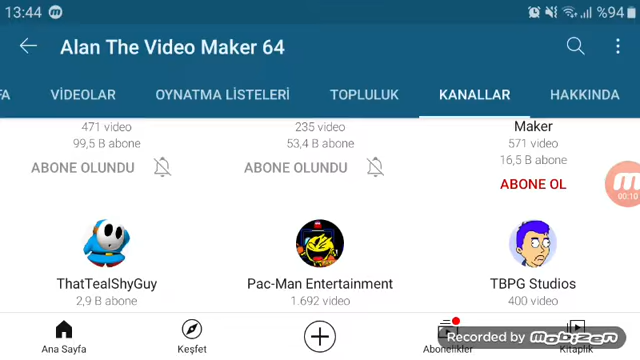 13:44
%94
Alan The Video Maker 64
FA
VİDEOLAR
OYNATMA LİSTELERİ
TOPLULUK
KANALLAR
HAKKINDA
471 video
99,5 B abone
ABONE OLUNDU
235 video
53,4 B abone
ABONE OLUNDU
Maker
571 video
16,5 B abone
ABONE OL
00:10
ThatTealShyGuy
2,9 B abone
Pac-Man Entertainment
1.692 video
TBPG Studios
400 video
Ana Sayfa
Keşfet
Abonelikler
Kitaplık
Recorded by
Mobizen